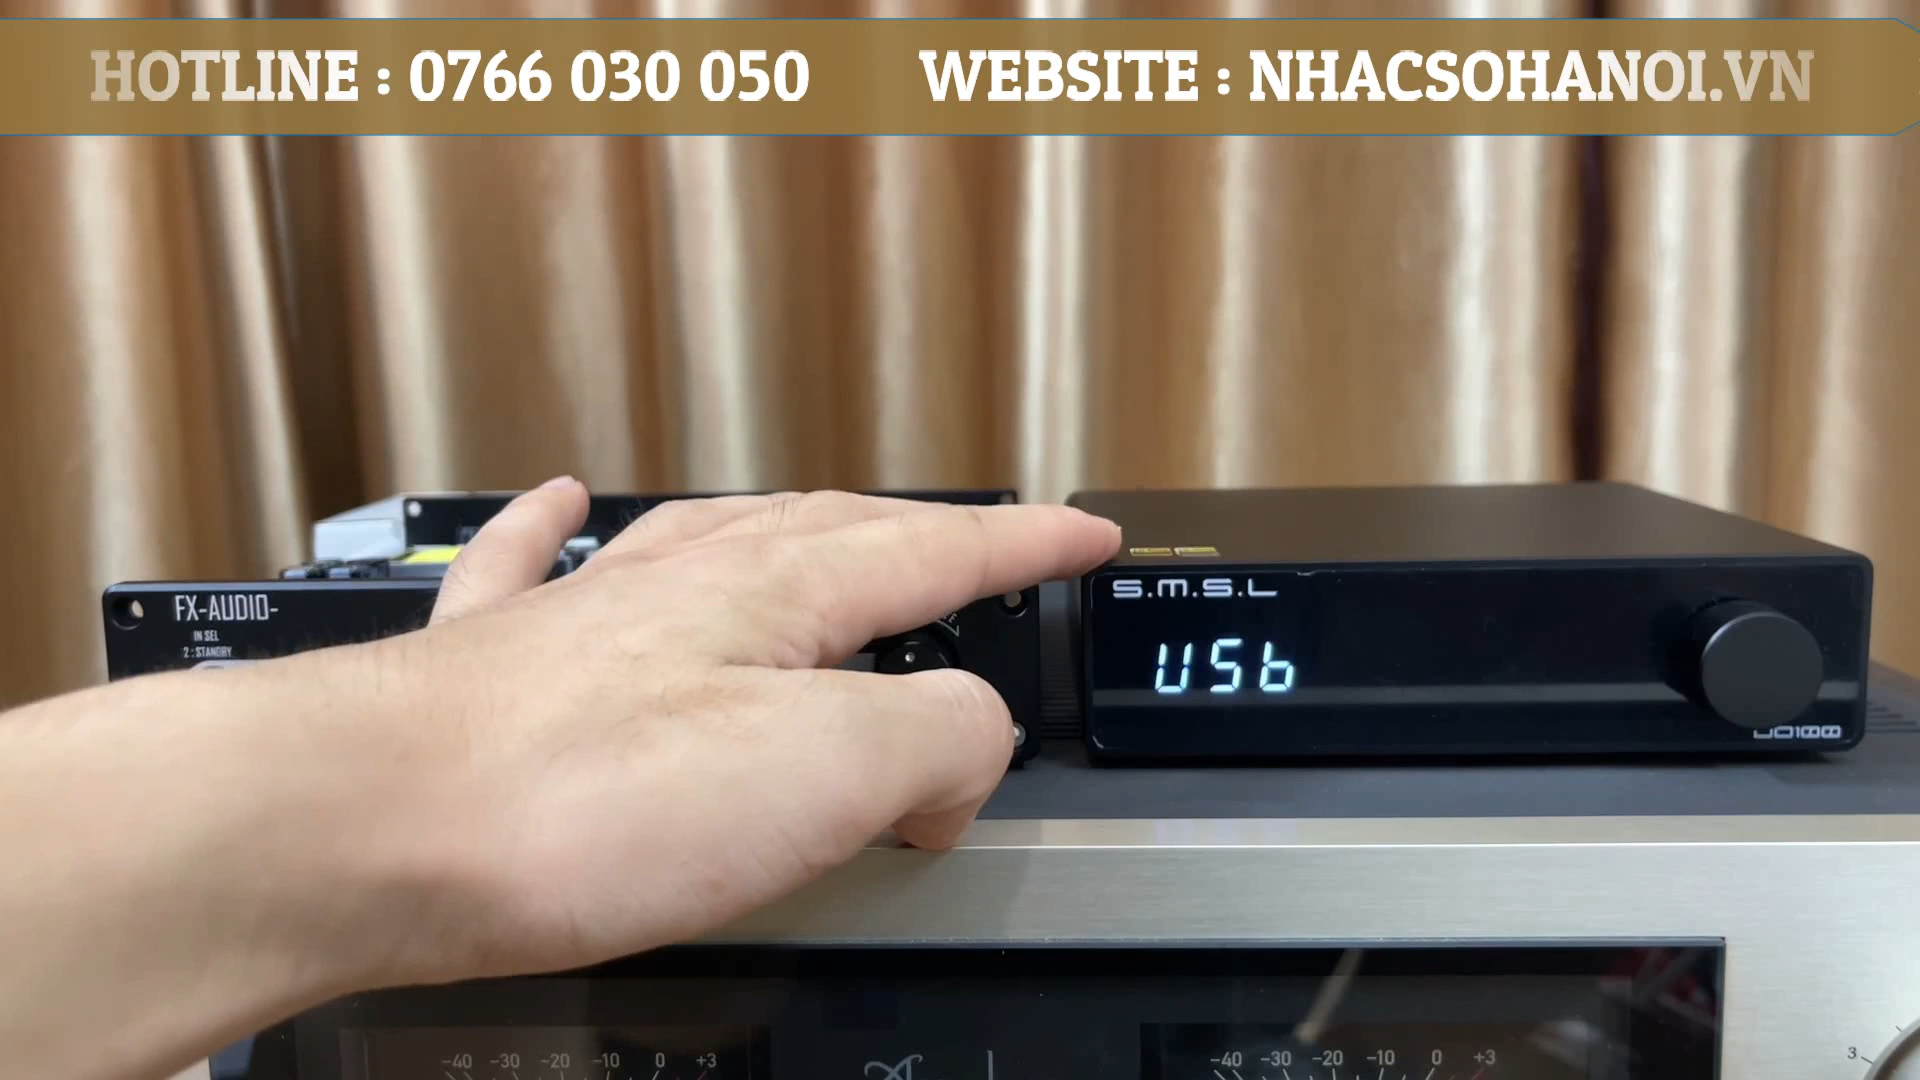 HOTLINE : 0766 030 050 WEBSITE : NHACSOHANOI.VN
FX-AUDIO-
IN SEL
2 : STANDBY
S.M.S.L
USb
-40 -30 -20 -10 0 +3
-40 -30 -20 -10 0 +3
3